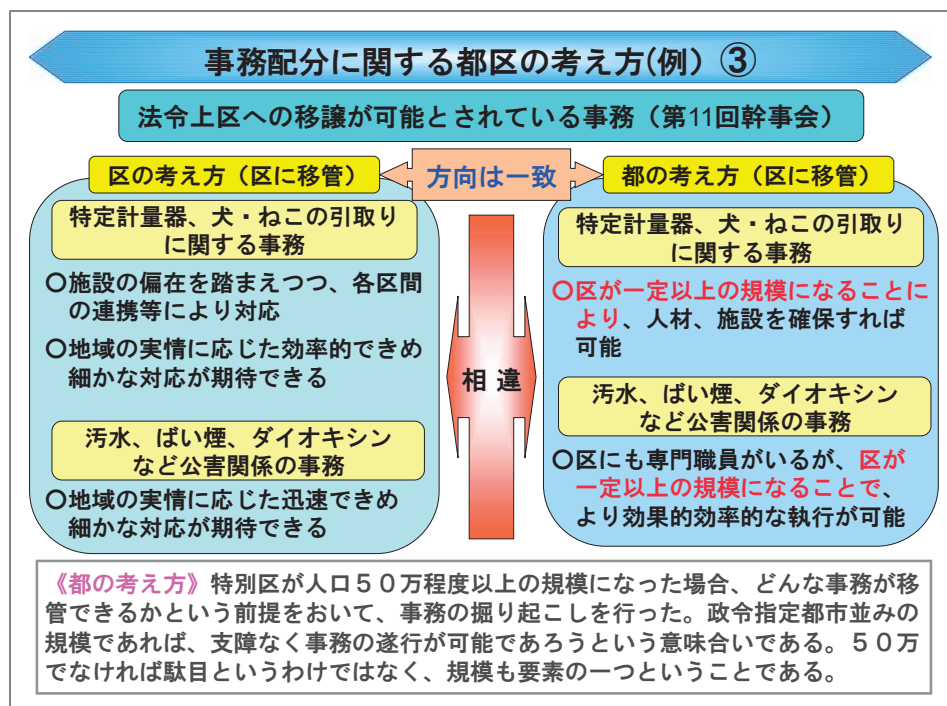 事務配分に関する都区の考え方(例) ③
法令上区への移譲が可能とされている事務（第11回幹事会）
区の考え方（区に移管）
方向は一致
都の考え方（区に移管）
特定計量器、犬・ねこの引取り
に関する事務
〇施設の偏在を踏まえつつ、各区間
の連携等により対応
〇地域の実情に応じた効率的できめ
細かな対応が期待できる
汚水、ばい煙、ダイオキシン
など公害関係の事務
〇地域の実情に応じた迅速できめ
細かな対応が期待できる
相 違
特定計量器、犬・ねこの引取り
に関する事務
〇区が一定以上の規模になることに
より、人材、施設を確保すれば
可能
汚水、ばい煙、ダイオキシン
など公害関係の事務
〇区にも専門職員がいるが、区が
一定以上の規模になることで、
より効果的効率的な執行が可能
《都の考え方》特別区が人口５０万程度以上の規模になった場合、どんな事務が移
管できるかという前提をおいて、事務の掘り起こしを行った。政令指定都市並みの
規模であれば、支障なく事務の遂行が可能であろうという意味合いである。５０万
でなければ駄目というわけではなく、規模も要素の一つということである。